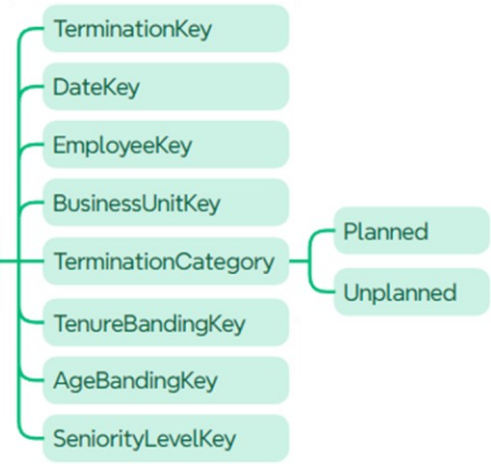 TerminationKey
DateKey
EmployeeKey
BusinessUnitKey
TerminationCategory
Planned
Unplanned
TenureBandingKey
AgeBandingKey
SeniorityLevelKey